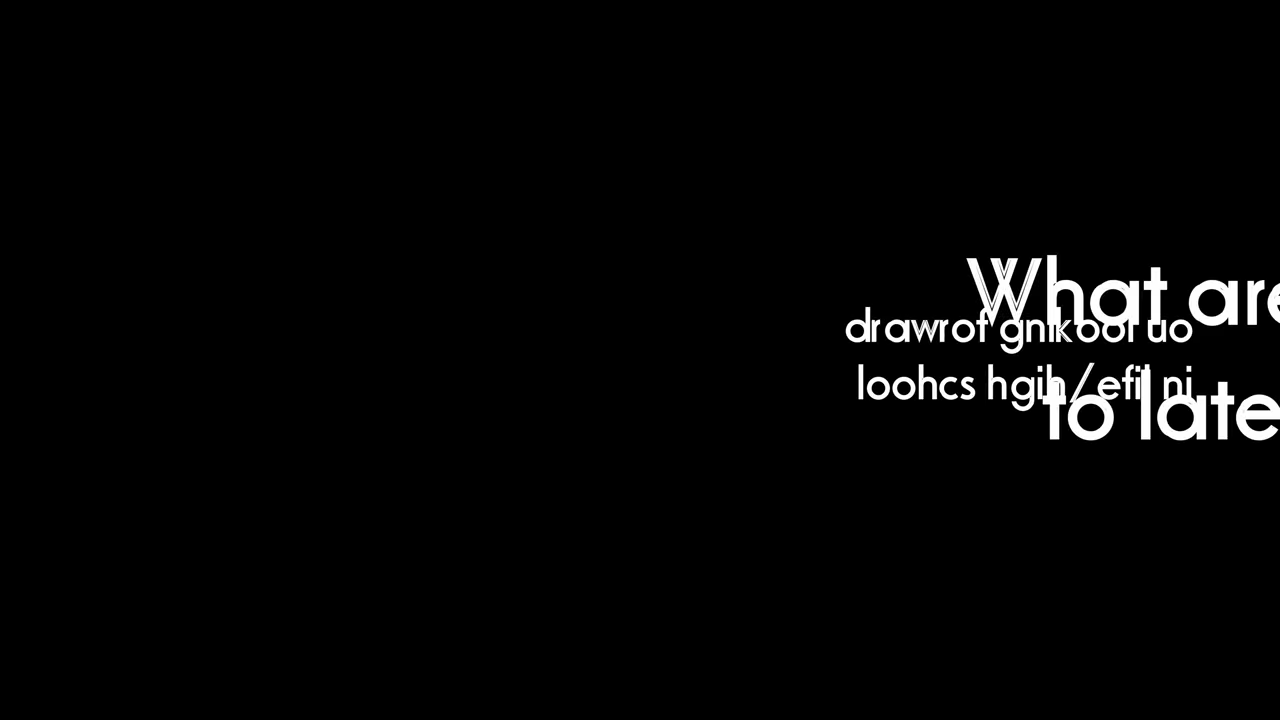 What are
drawrof gnikool uo
to late
loohcs hgih/efil ni